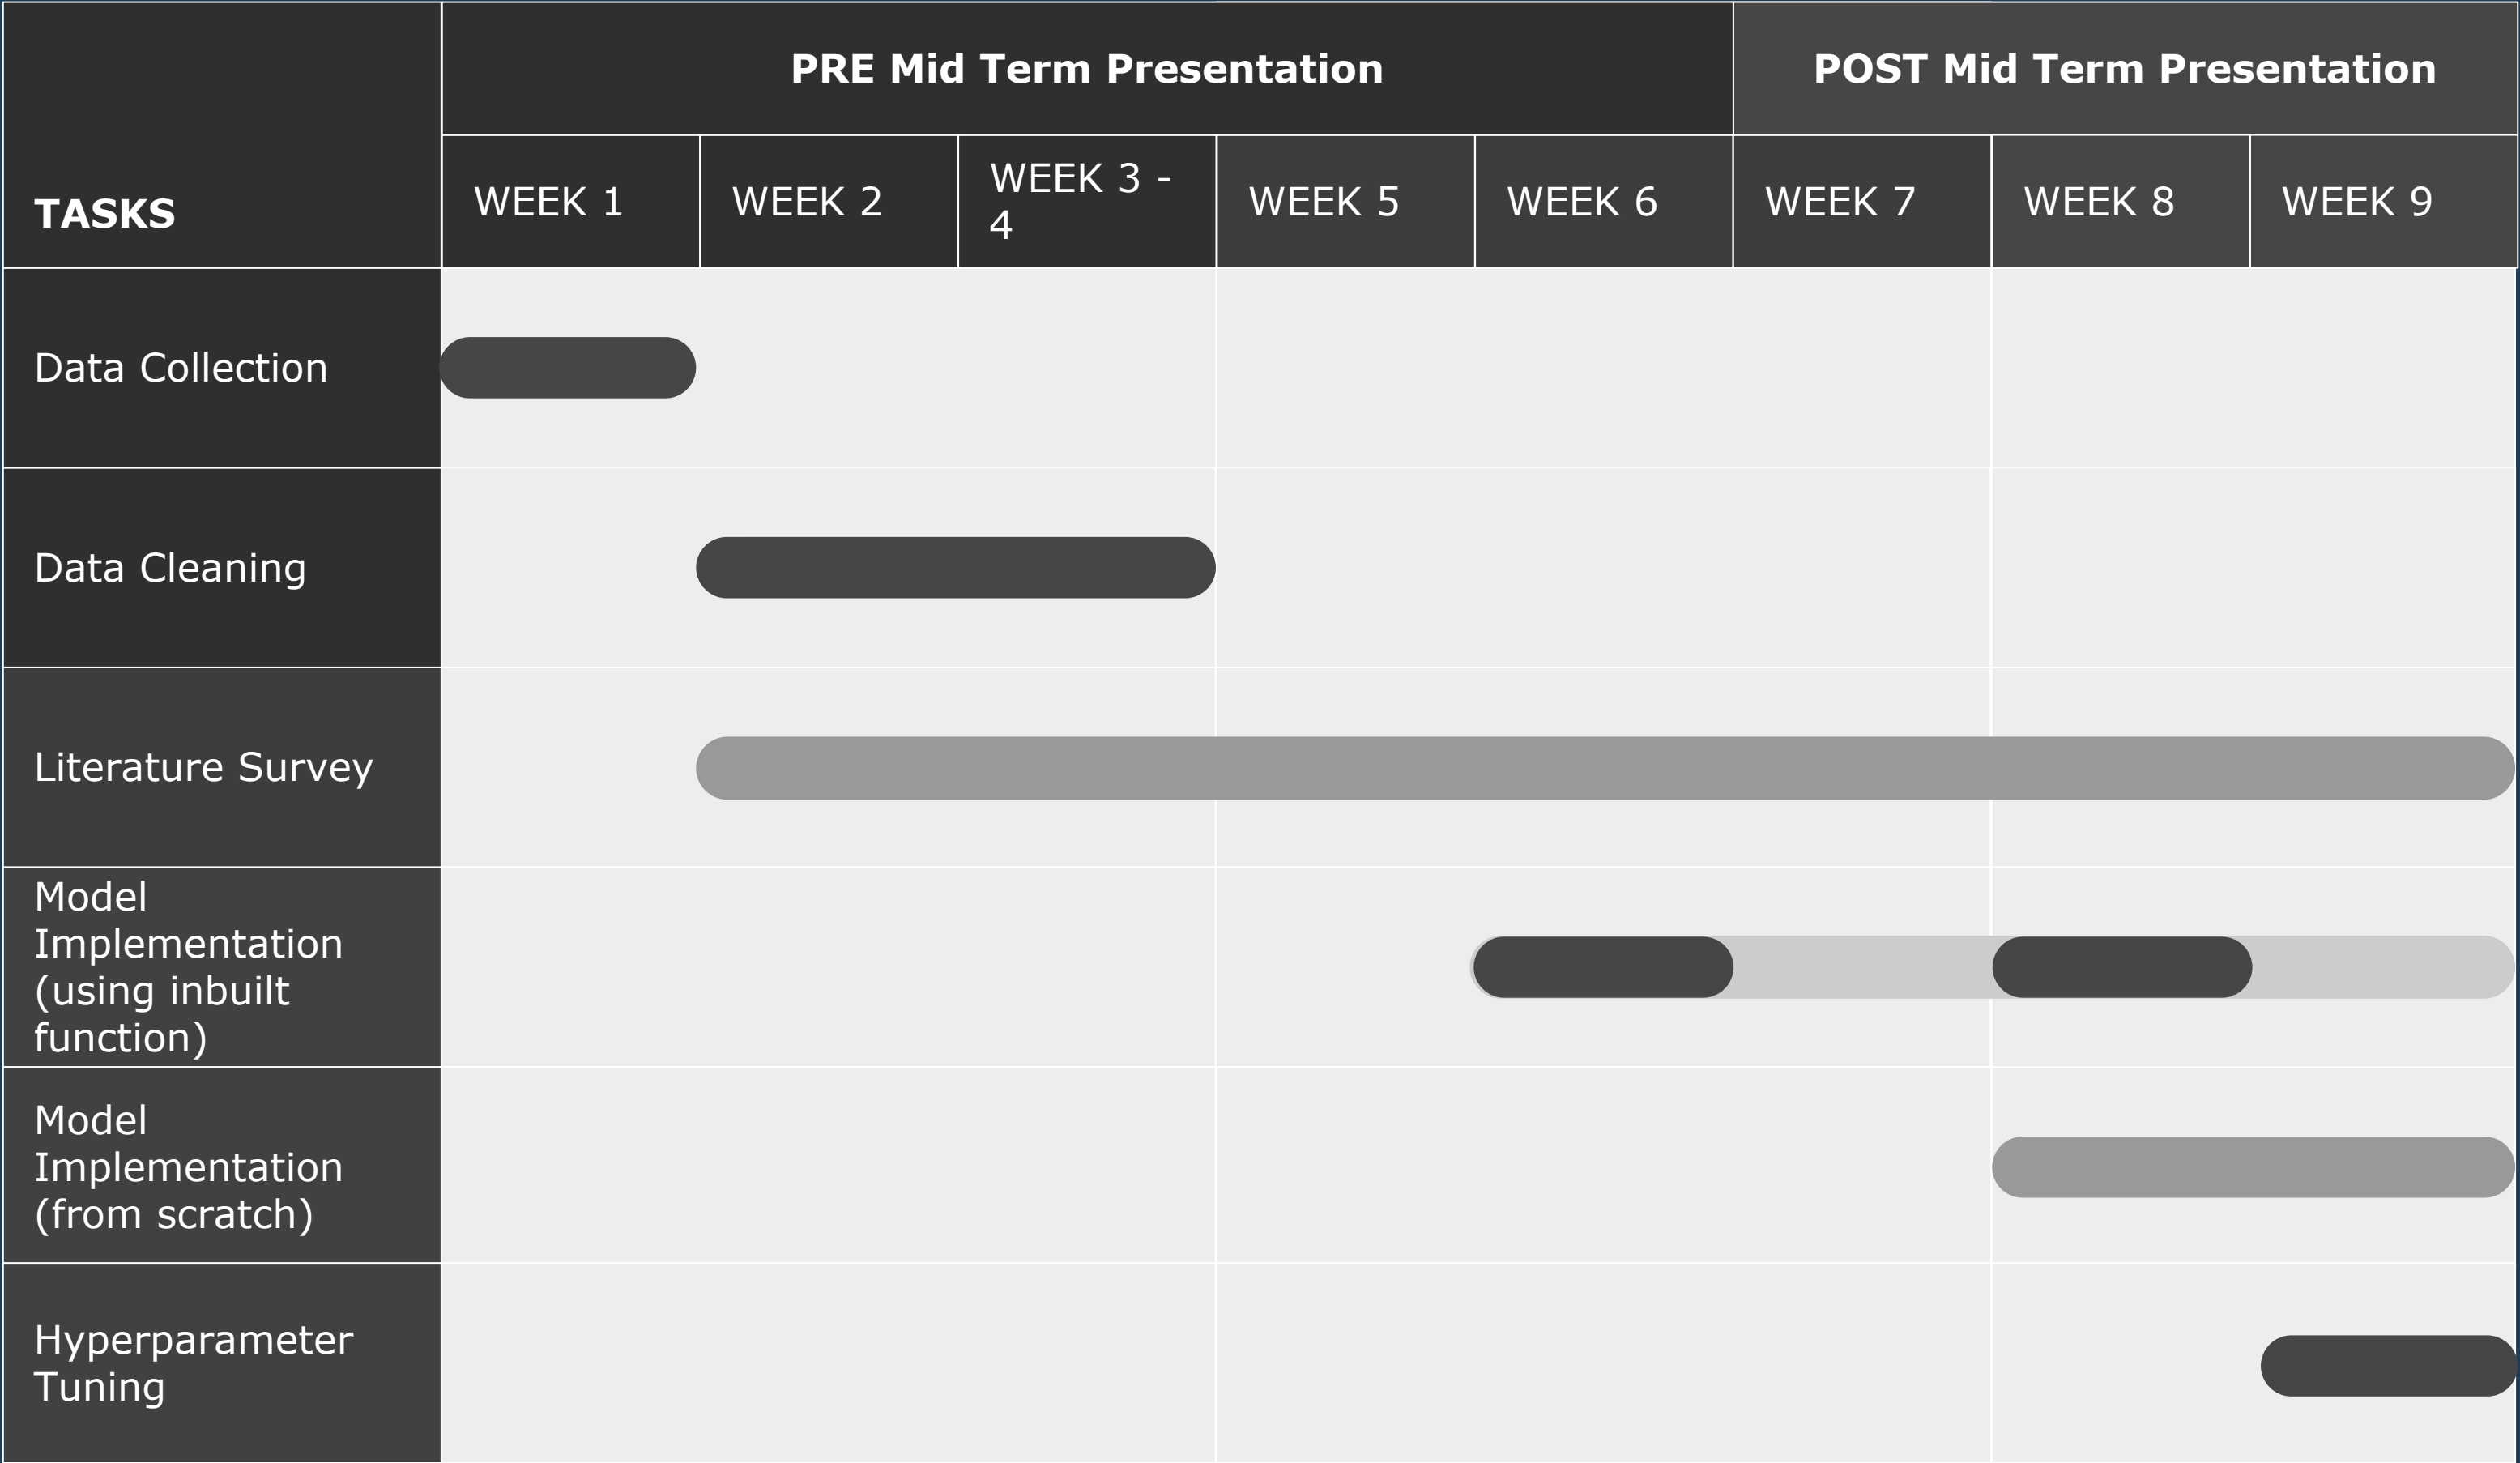 PRE Mid Term Presentation
POST Mid Term Presentation
TASKS
WEEK 1
WEEK 2
WEEK 3 -
4
WEEK 5
WEEK 6
WEEK 7
WEEK 8
WEEK 9
Data Collection
Data Cleaning
Literature Survey
Model
Implementation
(using inbuilt
function)
Model
Implementation
(from scratch)
Hyperparameter
Tuning